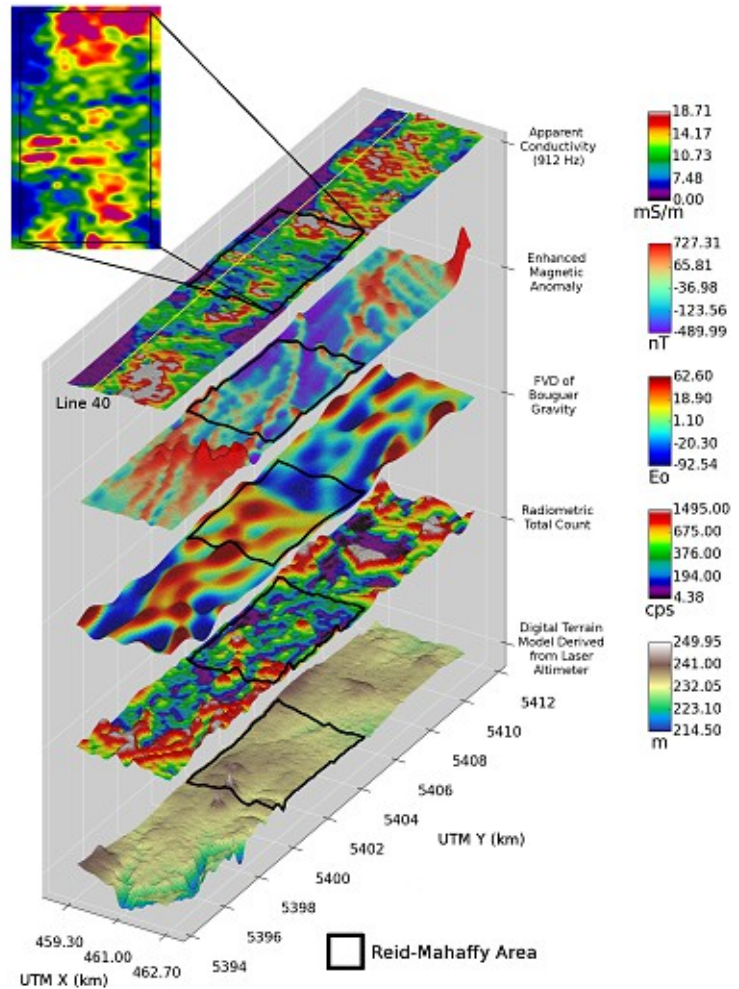 Apparent
Conductivity
(912 Hz)
Enhanced
Magnetic
Anomaly
FVD of
Bouguer
Gravity
Radiometric
Total Count
Digital Terrain
Model Derived
from Laser
Altimeter
Line 40
18.71
14.17
10.73
7.48
0.00
mS/m
727.31
65.81
-36.98
-123.56
-489.99
nT
62.60
18.90
1.10
-20.30
-92.54
Eo
1495.00
675.00
376.00
194.00
4.38
cps
249.95
241.00
232.05
223.10
214.50
m
5412
5410
5408
5406
5404
5402
5400
5398
5396
5394
UTM Y (km)
459.30
461.00
462.70
UTM X (km)
Reid-Mahaffy Area